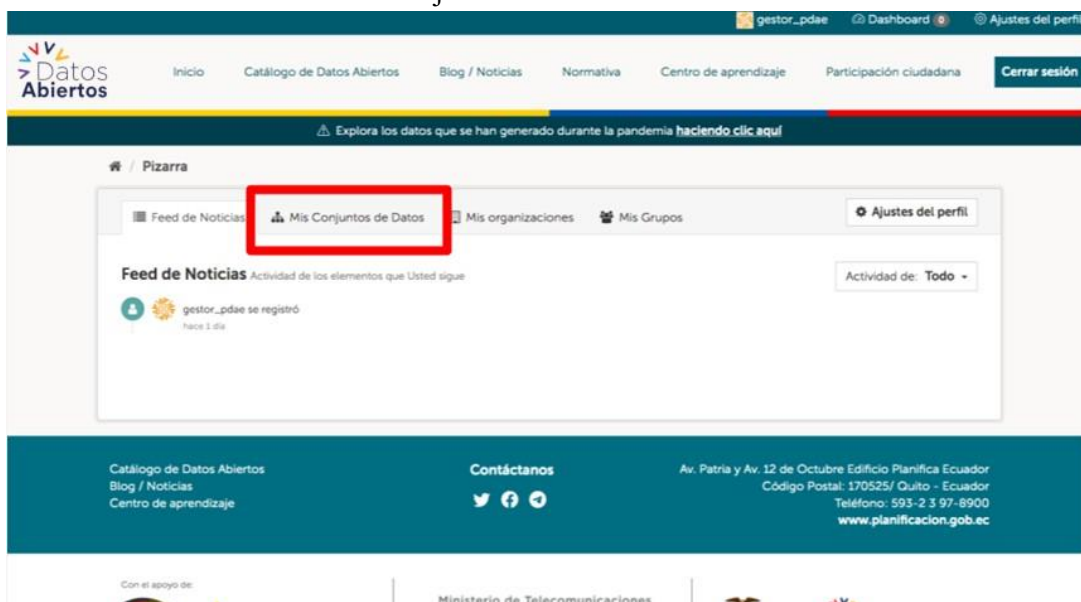 gestor_pdae Dashboard 0 Ajustes del perfil
Datos Abiertos
Inicio Catálogo de Datos Abiertos Blog / Noticias Normativa Centro de aprendizaje Participación ciudadana Cerrar sesión
Explora los datos que se han generado durante la pandemia haciendo clic aquí
/ Pizarra
Feed de Noticias Mis Conjuntos de Datos Mis organizaciones Mis Grupos Ajustes del perfil
Feed de Noticias Actividad de los elementos que Usted sigue Actividad de: Todo
gestor_pdae se registró
hace 1 día
Catálogo de Datos Abiertos
Blog / Noticias
Centro de aprendizaje
Contáctanos
Av. Patria y Av. 12 de Octubre Edificio Planifica Ecuador
Código Postal: 170525/ Quito - Ecuador
Teléfono: 593-2 3 97-8900
www.planificacion.gob.ec
Con el apoyo de:
Ministerio de Telecomunicaciones